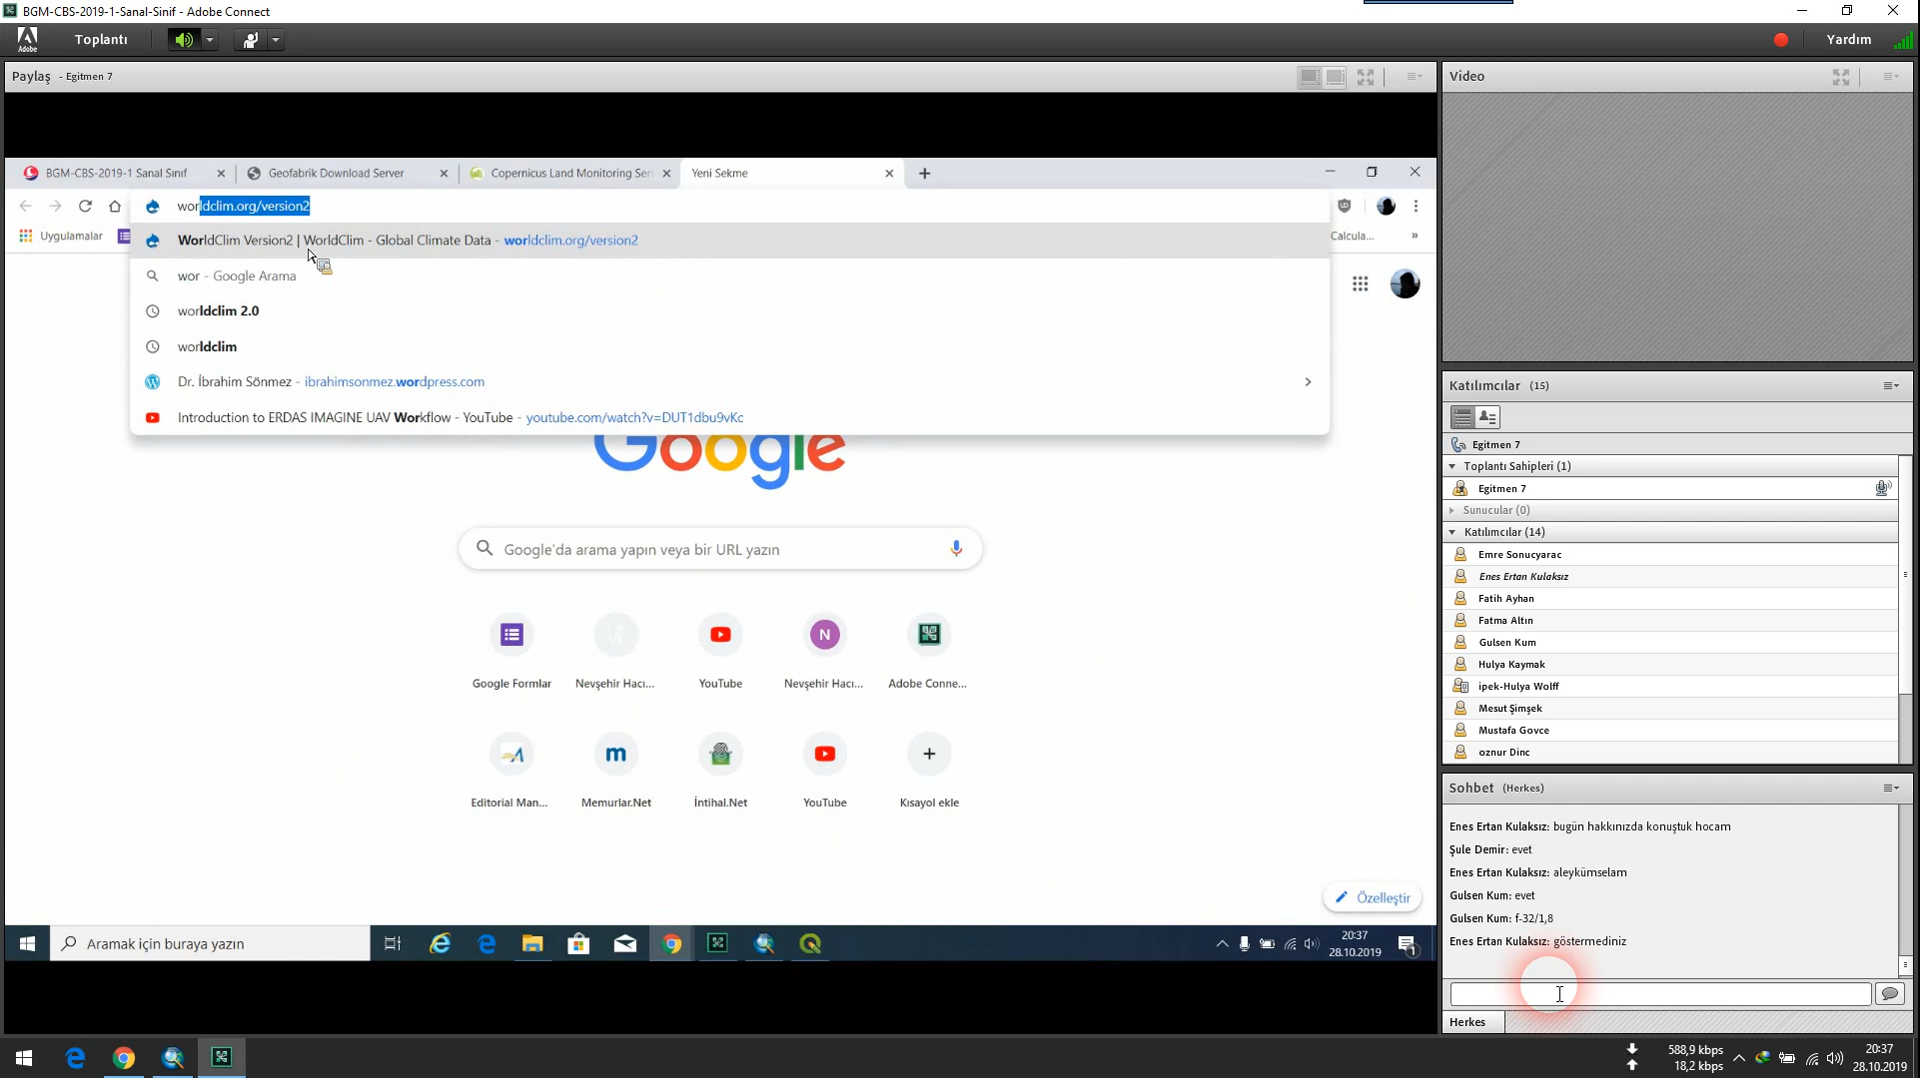 BGM-CBS-2019-1-Sanal-Sinif - Adobe Connect
Adobe
Toplantı
Yardım
Paylaş - Egitmen 7
BGM-CBS-2019-1 Sanal Sınıf
Geofabrik Download Server
Copernicus Land Monitoring Ser
Yeni Sekme
worldclim.org/version2
Uygulamalar
Calcula...
»
WorldClim Version2 | WorldClim - Global Climate Data - worldclim.org/version2
wor - Google Arama
worldclim 2.0
worldclim
Dr. İbrahim Sönmez - ibrahimsonmez.wordpress.com
Introduction to ERDAS IMAGINE UAV Workflow - YouTube - youtube.com/watch?v=DUT1dbu9vKc
Google
Google'da arama yapın veya bir URL yazın
N
Google Formlar
Nevşehir Hacı...
YouTube
Nevşehir Hacı...
Adobe Conne...
m
Editorial Man...
Memurlar.Net
İntihal.Net
YouTube
Kısayol ekle
Özelleştir
Aramak için buraya yazın
20:37
28.10.2019
1
Video
Katılımcılar (15)
Egitmen 7
Toplantı Sahipleri (1)
Egitmen 7
Sunucular (0)
Katılımcılar (14)
Emre Sonucyarac
Enes Ertan Kulaksız
Fatih Ayhan
Fatma Altın
Gulsen Kum
Hulya Kaymak
ipek-Hulya Wolff
Mesut Şimşek
Mustafa Govce
oznur Dinc
Sohbet (Herkes)
Enes Ertan Kulaksız: bugün hakkınızda konuştuk hocam
Şule Demir: evet
Enes Ertan Kulaksız: aleykümselam
Gulsen Kum: evet
Gulsen Kum: f-32/1,8
Enes Ertan Kulaksız: göstermediniz
Herkes
588,9 kbps
18,2 kbps
20:37
28.10.2019